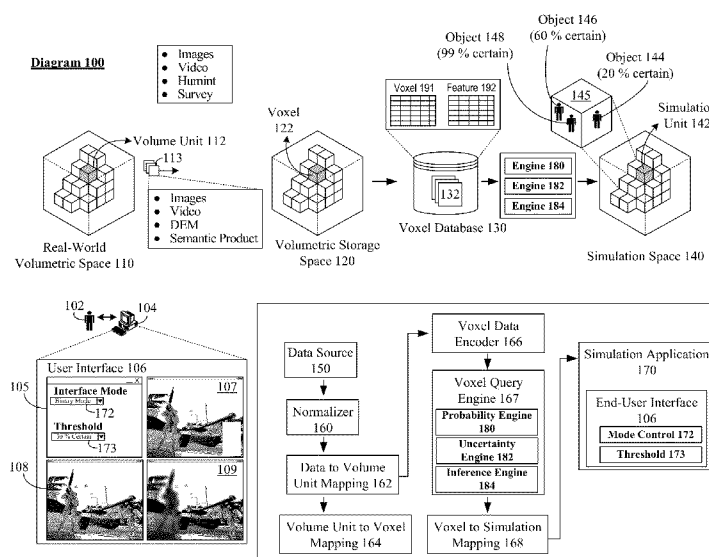 Diagram 100
• Images
• Video
• Humint
• Survey
Volume Unit 112
113
• Images
• Video
• DEM
• Semantic Product
Real-World
Volumetric Space 110
Voxel
122
Volumetric Storage
Space 120
Voxel 191
Feature 192
132
Voxel Database 130
Engine 180
Engine 182
Engine 184
Object 148
(99 % certain)
Object 146
(60 % certain)
Object 144
(20 % certain)
145
Simulation
Unit 142
Simulation Space 140
102
104
User Interface 106
105
Interface Mode
Binary Mode
172
Threshold
173
107
108
109
Data Source
150
Normalizer
160
Data to Volume
Unit Mapping 162
Volume Unit to Voxel
Mapping 164
Voxel Data
Encoder 166
Voxel Query
Engine 167
Probability Engine
180
Uncertainty
Engine 182
Inference Engine
184
Voxel to Simulation
Mapping 168
Simulation Application
170
End-User Interface
106
Mode Control 172
Threshold 173